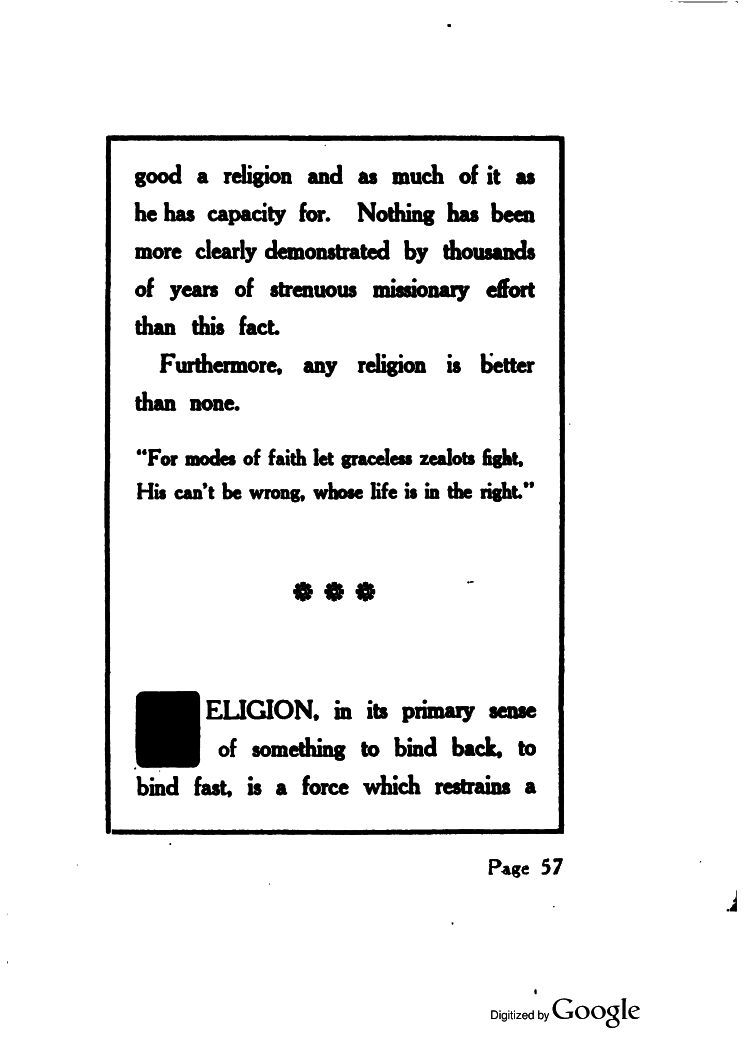 good a religion and as much of it as
he has capacity for. Nothing has been
more clearly demonstrated by thousands
of years of strenuous missionary effort
than this fact.
Furthermore, any religion is better
than none.
"For modes of faith let graceless zealots fight,
His can't be wrong, whose life is in the right."
ELIGION, in its primary sense
of something to bind back, to
bind fast, is a force which restrains a
Page 57
Digitized by Google